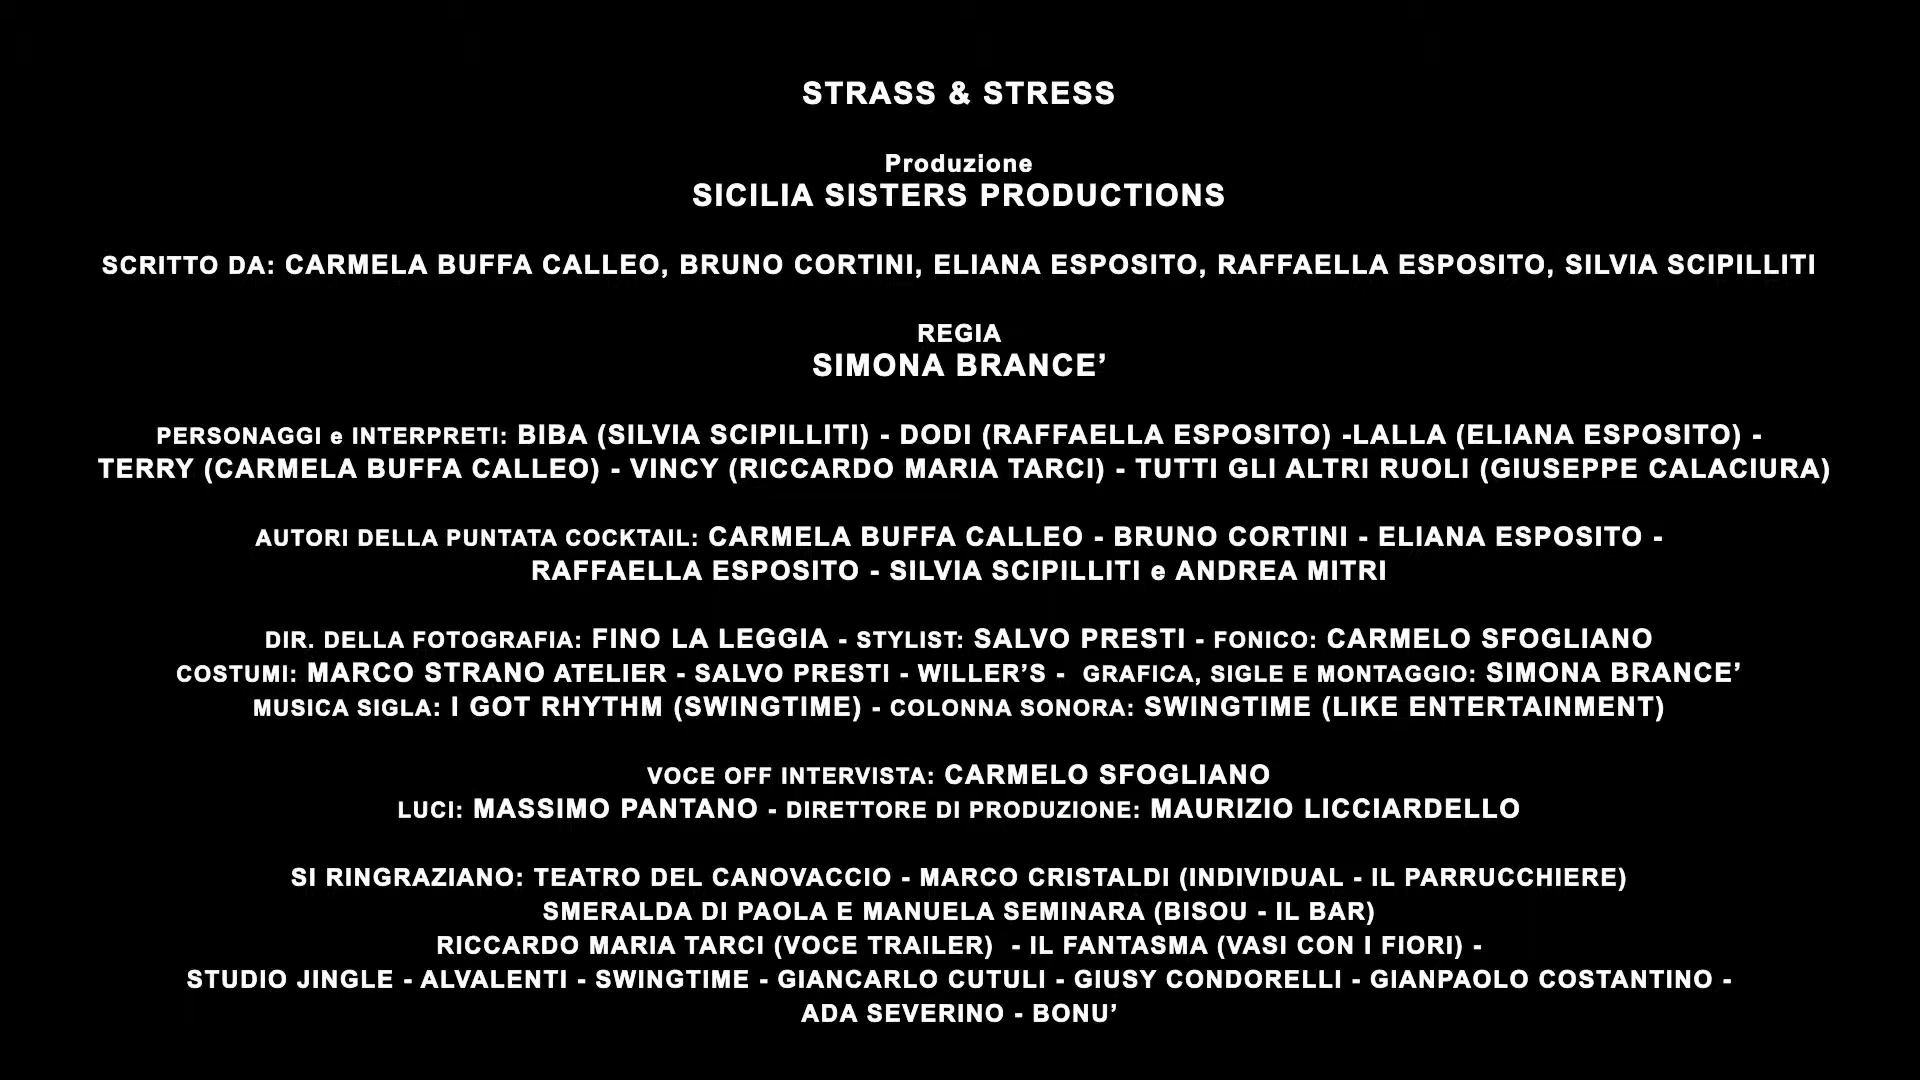 STRASS & STRESS
Produzione
SICILIA SISTERS PRODUCTIONS
SCRITTO DA: CARMELA BUFFA CALLEO, BRUNO CORTINI, ELIANA ESPOSITO, RAFFAELLA ESPOSITO, SILVIA SCIPILLITI
REGIA
SIMONA BRANCE’
PERSONAGGI e INTERPRETI: BIBA (SILVIA SCIPILLITI) - DODI (RAFFAELLA ESPOSITO) -LALLA (ELIANA ESPOSITO) -
TERRY (CARMELA BUFFA CALLEO) - VINCY (RICCARDO MARIA TARCI) - TUTTI GLI ALTRI RUOLI (GIUSEPPE CALACIURA)
AUTORI DELLA PUNTATA COCKTAIL: CARMELA BUFFA CALLEO - BRUNO CORTINI - ELIANA ESPOSITO -
RAFFAELLA ESPOSITO - SILVIA SCIPILLITI e ANDREA MITRI
DIR. DELLA FOTOGRAFIA: FINO LA LEGGIA - STYLIST: SALVO PRESTI - FONICO: CARMELO SFOGLIANO
COSTUMI: MARCO STRANO ATELIER - SALVO PRESTI - WILLER’S -  GRAFICA, SIGLE E MONTAGGIO: SIMONA BRANCE’
MUSICA SIGLA: I GOT RHYTHM (SWINGTIME) - COLONNA SONORA: SWINGTIME (LIKE ENTERTAINMENT)
VOCE OFF INTERVISTA: CARMELO SFOGLIANO
LUCI: MASSIMO PANTANO - DIRETTORE DI PRODUZIONE: MAURIZIO LICCIARDELLO
SI RINGRAZIANO: TEATRO DEL CANOVACCIO - MARCO CRISTALDI (INDIVIDUAL - IL PARRUCCHIERE)
SMERALDA DI PAOLA E MANUELA SEMINARA (BISOU - IL BAR)
RICCARDO MARIA TARCI (VOCE TRAILER)  - IL FANTASMA (VASI CON I FIORI) -
STUDIO JINGLE - ALVALENTI - SWINGTIME - GIANCARLO CUTULI - GIUSY CONDORELLI - GIANPAOLO COSTANTINO -
ADA SEVERINO - BONU’